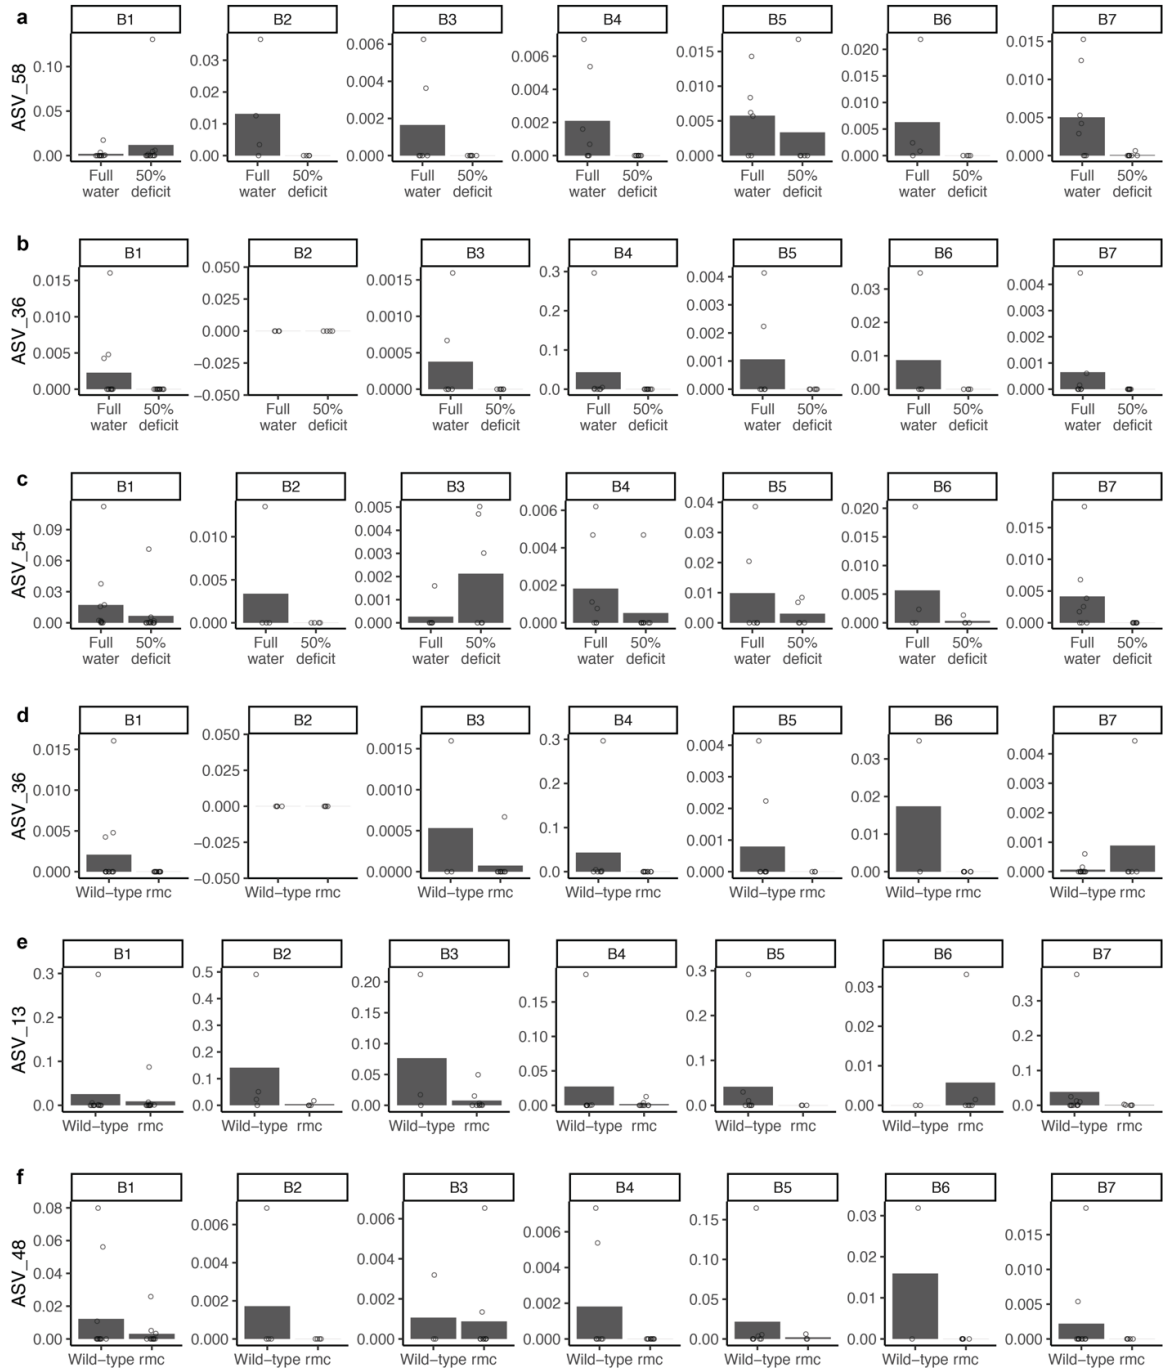 a
B1 B2 B3 B4 B5 B6 B7
ASV_58
0.10 0.05 0.00
0.03 0.02 0.01 0.00
0.006 0.004 0.002 0.000
0.006 0.004 0.002 0.000
0.015 0.010 0.005 0.000
0.020 0.015 0.010 0.005 0.000
0.015 0.010 0.005 0.000
Full 50% Full 50% Full 50% Full 50% Full 50% Full 50% Full 50%
water deficit water deficit water deficit water deficit water deficit water deficit water deficit
b
B1 B2 B3 B4 B5 B6 B7
ASV_36
0.015 0.010 0.005 0.000
0.050 0.025 0.000 −0.025 −0.050
0.0015 0.0010 0.0005 0.0000
0.3 0.2 0.1 0.0
0.004 0.003 0.002 0.001 0.000
0.03 0.02 0.01 0.00
0.004 0.003 0.002 0.001 0.000
Full 50% Full 50% Full 50% Full 50% Full 50% Full 50% Full 50%
water deficit water deficit water deficit water deficit water deficit water deficit water deficit
c
B1 B2 B3 B4 B5 B6 B7
ASV_54
0.09 0.06 0.03 0.00
0.010 0.005 0.000
0.005 0.004 0.003 0.002 0.001 0.000
0.006 0.004 0.002 0.000
0.04 0.03 0.02 0.01 0.00
0.020 0.015 0.010 0.005 0.000
0.015 0.010 0.005 0.000
Full 50% Full 50% Full 50% Full 50% Full 50% Full 50% Full 50%
water deficit water deficit water deficit water deficit water deficit water deficit water deficit
d
B1 B2 B3 B4 B5 B6 B7
ASV_36
0.015 0.010 0.005 0.000
0.050 0.025 0.000 −0.025 −0.050
0.0015 0.0010 0.0005 0.0000
0.3 0.2 0.1 0.0
0.004 0.003 0.002 0.001 0.000
0.03 0.02 0.01 0.00
0.004 0.003 0.002 0.001 0.000
Wild−type rmc Wild−type rmc Wild−type rmc Wild−type rmc Wild−type rmc Wild−type rmc Wild−type rmc
e
B1 B2 B3 B4 B5 B6 B7
ASV_13
0.3 0.2 0.1 0.0
0.5 0.4 0.3 0.2 0.1 0.0
0.20 0.15 0.10 0.05 0.00
0.15 0.10 0.05 0.00
0.3 0.2 0.1 0.0
0.03 0.02 0.01 0.00
0.3 0.2 0.1 0.0
Wild−type rmc Wild−type rmc Wild−type rmc Wild−type rmc Wild−type rmc Wild−type rmc Wild−type rmc
f
B1 B2 B3 B4 B5 B6 B7
ASV_48
0.08 0.06 0.04 0.02 0.00
0.006 0.004 0.002 0.000
0.006 0.004 0.002 0.000
0.006 0.004 0.002 0.000
0.15 0.10 0.05 0.00
0.03 0.02 0.01 0.00
0.015 0.010 0.005 0.000
Wild−type rmc Wild−type rmc Wild−type rmc Wild−type rmc Wild−type rmc Wild−type rmc Wild−type rmc